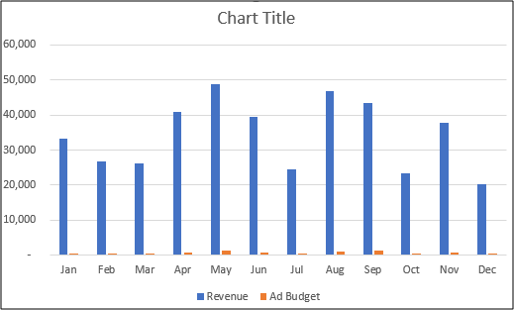 Chart Title
60,000
50,000
40,000
30,000
20,000
10,000
-
Jan Feb Mar Apr May Jun Jul Aug Sep Oct Nov Dec
Revenue Ad Budget